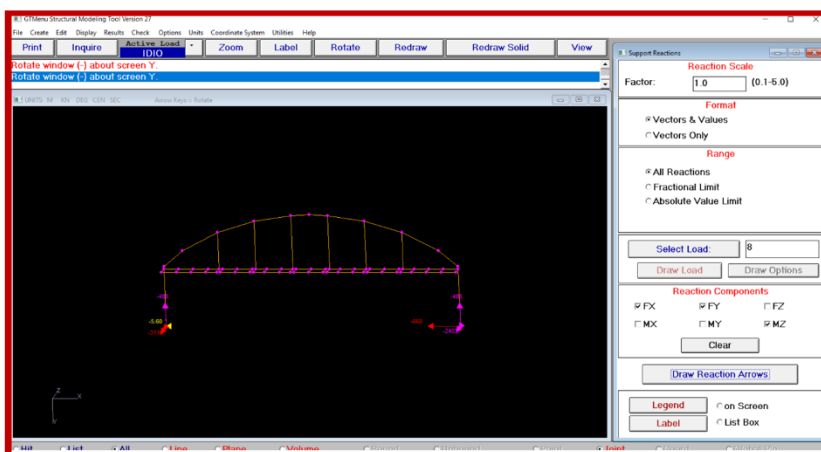 GTMenu Structural Modeling Tool Version 27
File Create Edit Display Results Check Options Units Coordinate System Utilities Help
Print Inquire Active Load IDIO Zoom Label Rotate Redraw Redraw Solid View
Rotate window (-) about screen Y.
Rotate window (-) about screen Y.
UNITS: M KN DEG CEN SEC Arrow Keys = Rotate
-5.60
Z X
Y
Support Reactions
Reaction Scale
Factor: 1.0 (0.1-5.0)
Format
Vectors & Values
Vectors Only
Range
All Reactions
Fractional Limit
Absolute Value Limit
Select Load: 8
Draw Load Draw Options
Reaction Components
FX FY FZ
MX MY MZ
Clear
Draw Reaction Arrows
Legend on Screen
Label List Box
Hit List All Line Plane Volume Joint